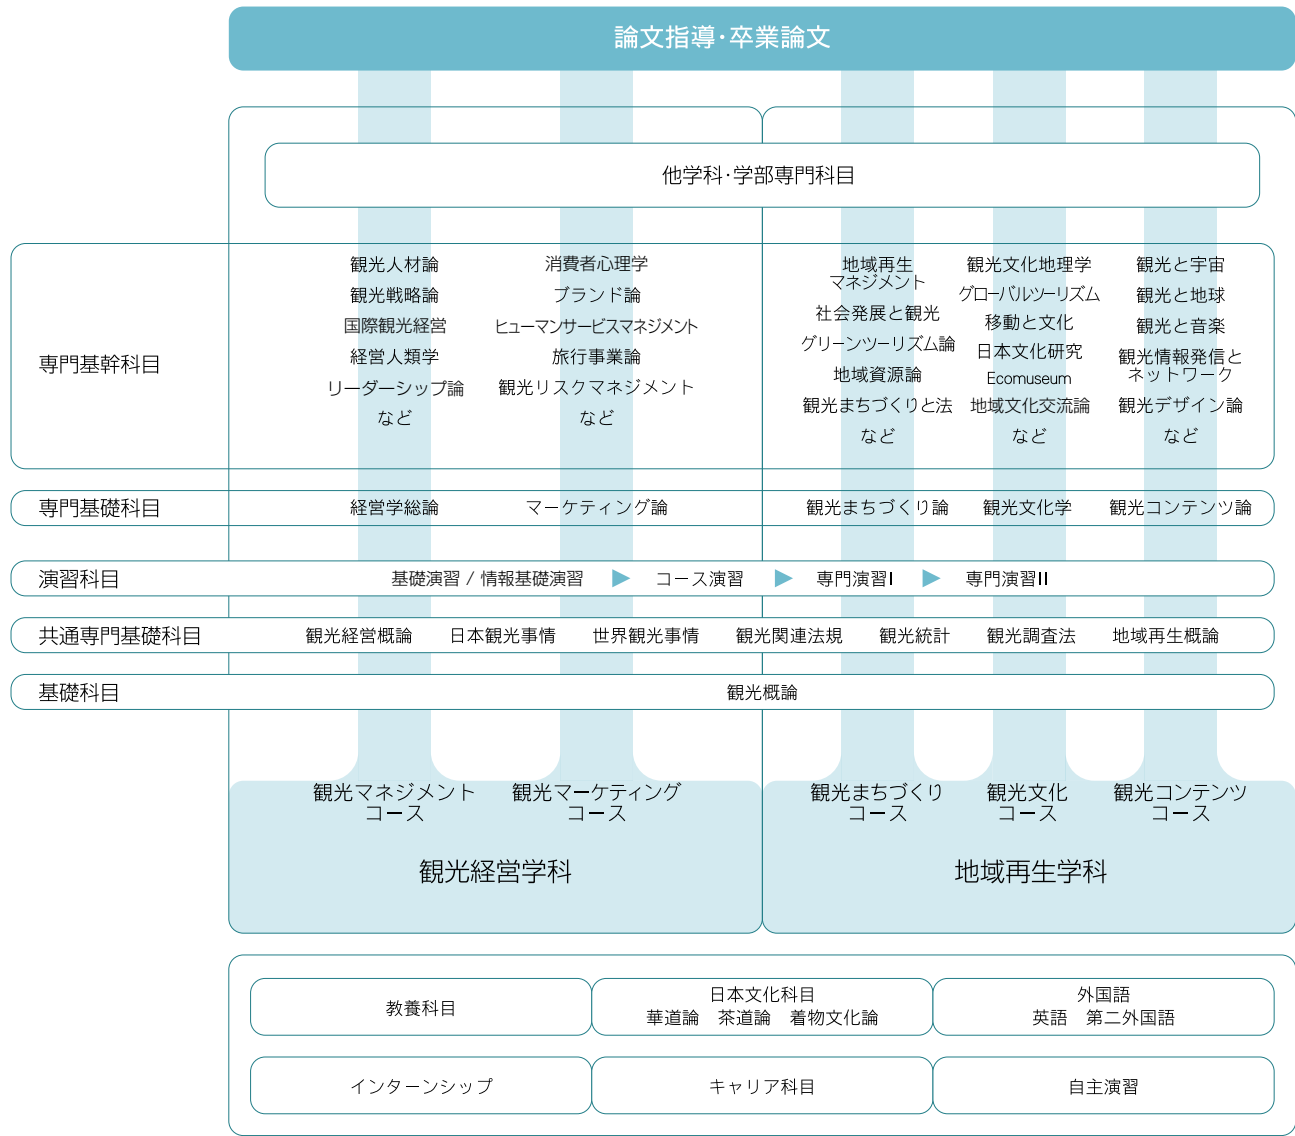 論文指導・卒業論文
他学科・学部専門科目
専門基幹科目
観光人材論
観光戦略論
国際観光経営
経営人類学
リーダーシップ論
など
消費者心理学
ブランド論
ヒューマンサービスマネジメント
旅行事業論
観光リスクマネジメント
など
地域再生
マネジメント
社会発展と観光
グリーンツーリズム論
地域資源論
観光まちづくりと法
など
観光文化地理学
グローバルツーリズム
移動と文化
日本文化研究
Ecomuseum
地域文化交流論
など
観光と宇宙
観光と地球
観光と音楽
観光情報発信と
ネットワーク
観光デザイン論
など
専門基礎科目 経営学総論 マーケティング論 観光まちづくり論 観光文化学 観光コンテンツ論
演習科目 基礎演習 / 情報基礎演習 ▶ コース演習 ▶ 専門演習I ▶ 専門演習II
共通専門基礎科目 観光経営概論 日本観光事情 世界観光事情 観光関連法規 観光統計 観光調査法 地域再生概論
基礎科目 観光概論
観光マネジメント
コース
観光マーケティング
コース
観光まちづくり
コース
観光文化
コース
観光コンテンツ
コース
観光経営学科
地域再生学科
教養科目
日本文化科目
華道論 茶道論 着物文化論
外国語
英語 第二外国語
インターンシップ
キャリア科目
自主演習